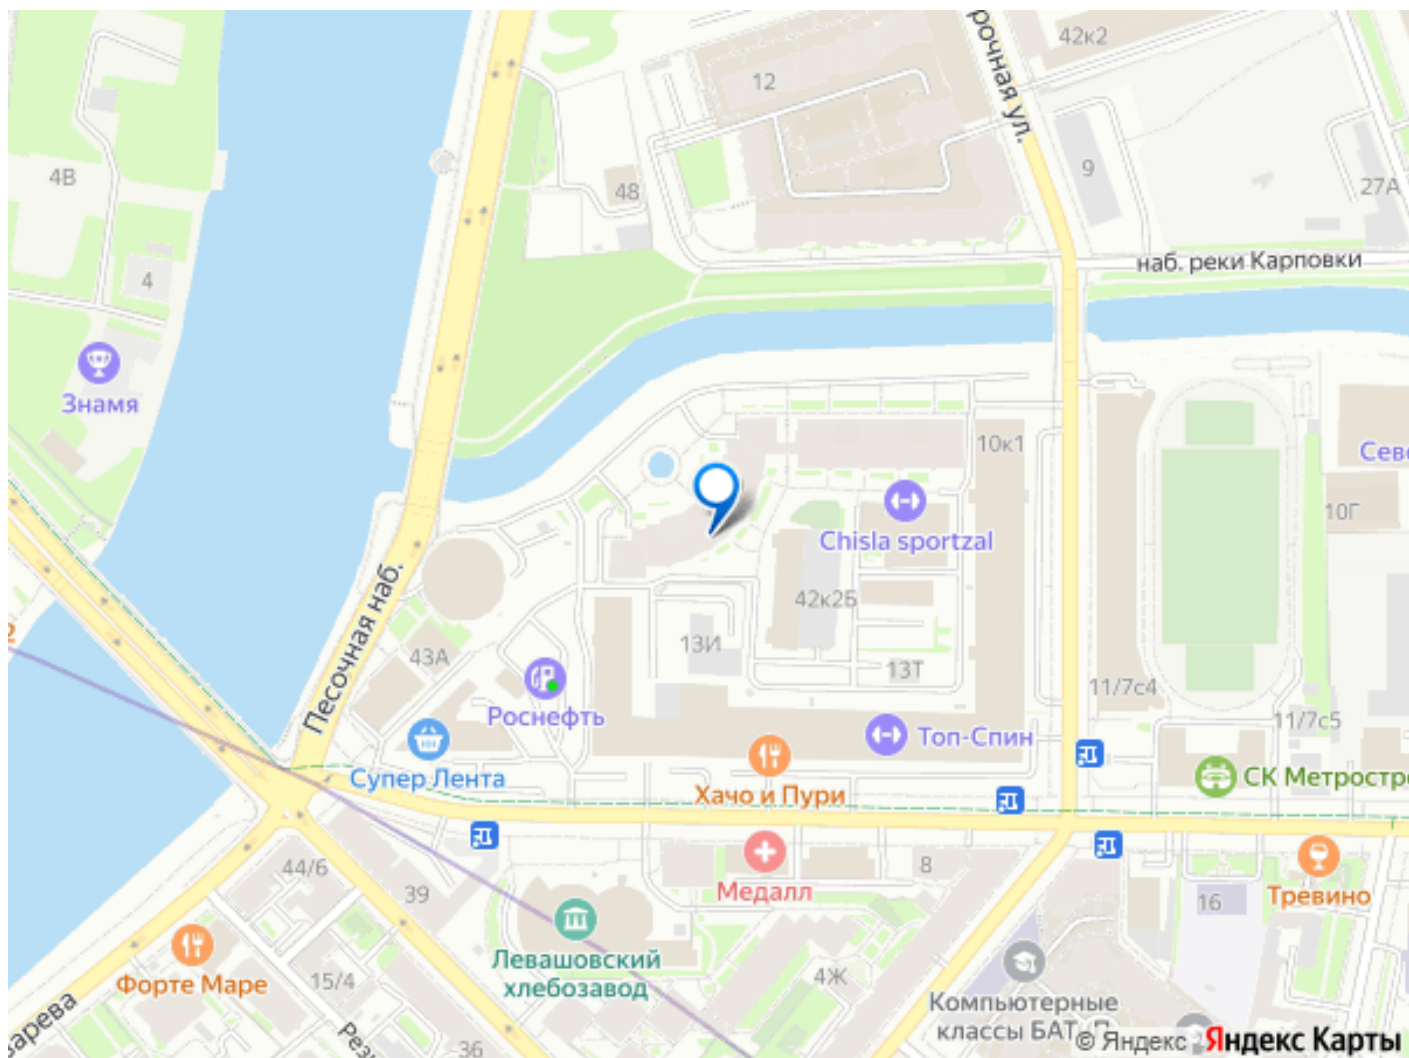 рочная ул.
42к2
12
4В
48
9
27А
наб. реки Карповки
4
Знамя
10к1
10Г
Chisla sportzal
Песочная наб.
42к2Б
13И
13Т
43А
11/7с4
11/7с5
Роснефть
Топ-Спин
Супер Лента
Хачо и Пури
СК Метростро
44/6
39
Медалл
8
16
Тревино
Форте Маре
15/4
Левашовский
хлебозавод
4Ж
Компьютерные
классы БАТ
36
© Яндекс
Яндекс Карты